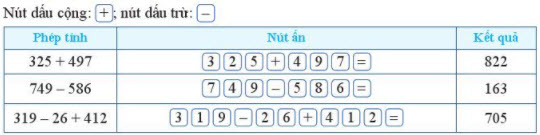 Nút dấu cộng: +; nút dấu trừ: –
Phép tính Nút ấn Kết quả
325 + 497 3 2 5 + 4 9 7 = 822
749 – 586 7 4 9 – 5 8 6 = 163
319 – 26 + 412 3 1 9 – 2 6 + 4 1 2 = 705